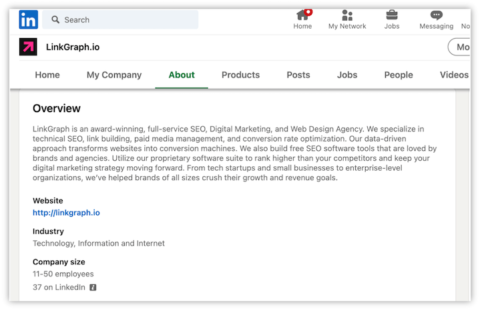 in
Search
Home
My Network
Jobs
Messaging
No
LinkGraph.io
Mo
Home
My Company
About
Products
Posts
Jobs
People
Videos
Overview
LinkGraph is an award-winning, full-service SEO, Digital Marketing, and Web Design Agency. We specialize in
technical SEO, link building, paid media management, and conversion rate optimization. Our data-driven
approach transforms websites into conversion machines. We also build free SEO software tools that are loved by
brands and agencies. Utilize our proprietary software suite to rank higher than your competitors and keep your
digital marketing strategy moving forward. From tech startups and small businesses to enterprise-level
organizations, we've helped brands of all sizes crush their growth and revenue goals.
Website
http://linkgraph.io
Industry
Technology, Information and Internet
Company size
11-50 employees
37 on LinkedIn